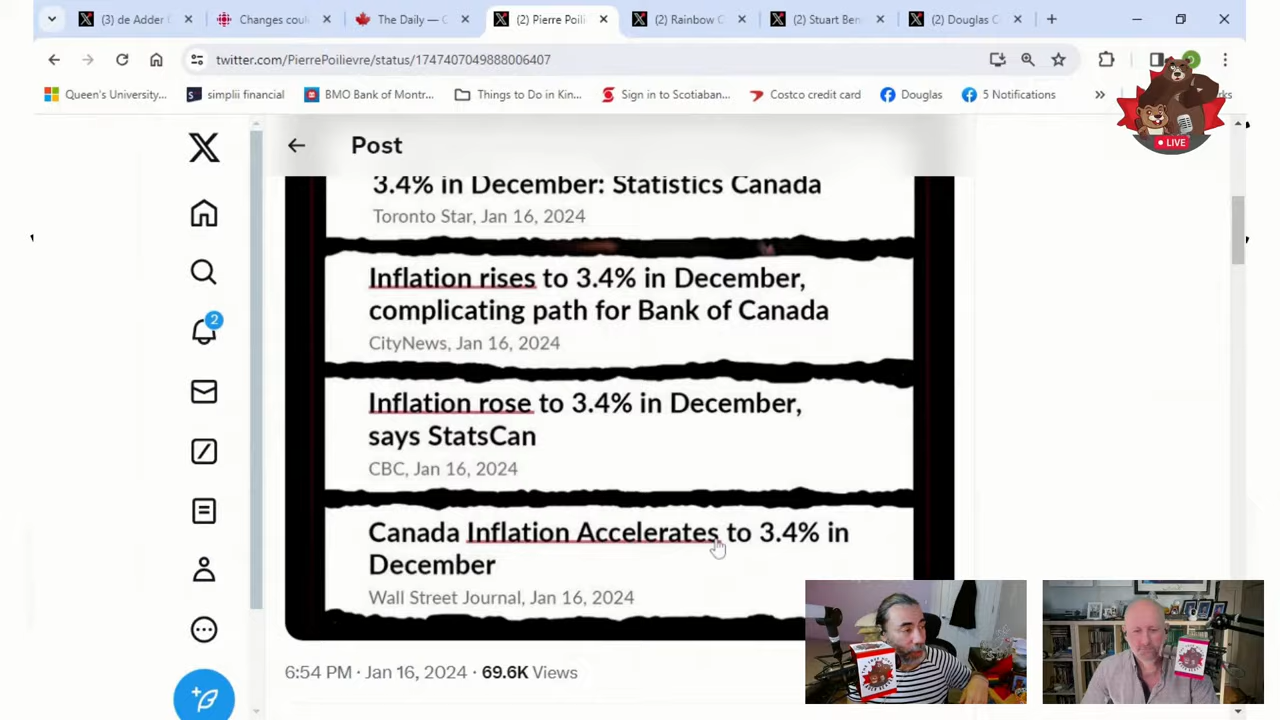 (3) de Adder
Changes coul
The Daily — C
(2) Pierre Poili
(2) Rainbow C
(2) Stuart Ben
(2) Douglas C
twitter.com/PierrePoilievre/status/1747407049888006407
Queen's University...
simplii financial
BMO Bank of Montr...
Things to Do in Kin...
Sign in to Scotiaban...
Costco credit card
Douglas
5 Notifications
»
LIVE
Post
3.4% in December: Statistics Canada
Toronto Star, Jan 16, 2024
2
Inflation rises to 3.4% in December,
complicating path for Bank of Canada
CityNews, Jan 16, 2024
Inflation rose to 3.4% in December,
says StatsCan
CBC, Jan 16, 2024
Canada Inflation Accelerates to 3.4% in
December
Wall Street Journal, Jan 16, 2024
6:54 PM · Jan 16, 2024 · 69.6K Views